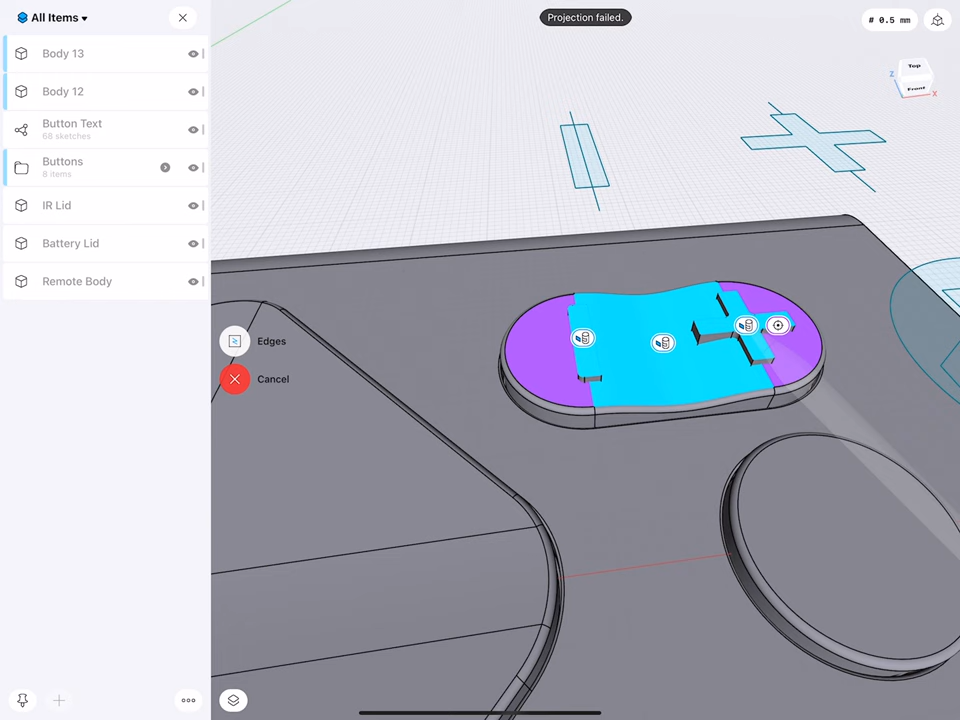 All Items ▾
Projection failed.
# 0.5 mm
Top
Front
Z
X
Body 13
Body 12
Button Text
68 sketches
Buttons
8 items
IR Lid
Battery Lid
Remote Body
Edges
Cancel